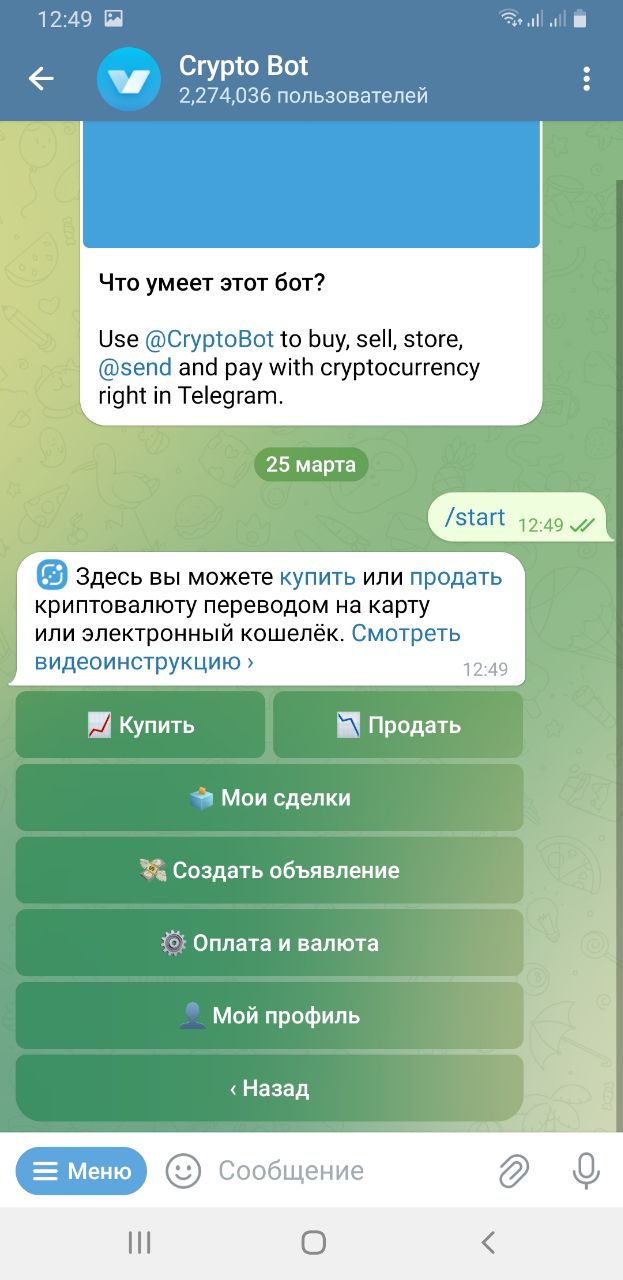 12:49
Crypto Bot
2,274,036 пользователей
Что умеет этот бот?
Use @CryptoBot to buy, sell, store,
@send and pay with cryptocurrency
right in Telegram.
25 марта
/start 12:49
Здесь вы можете купить или продать
криптовалюту переводом на карту
или электронный кошелёк. Смотреть
видеоинструкцию ›
12:49
Купить Продать
Мои сделки
Создать объявление
Оплата и валюта
Мой профиль
‹ Назад
Меню Сообщение